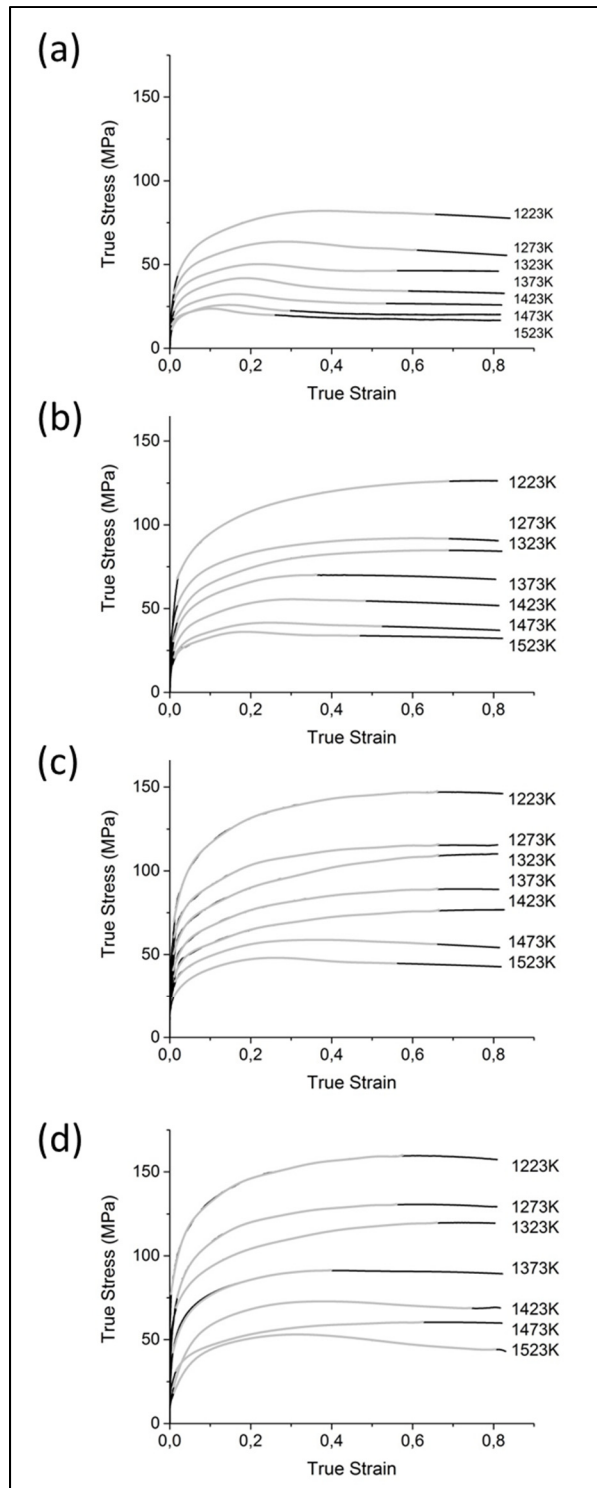 (a)
True Stress (MPa)
150
100
50
0
1223K
1273K
1323K
1373K
1423K
1473K
1523K
0,0 0,2 0,4 0,6 0,8
True Strain
(b)
True Stress (MPa)
150
100
50
0
1223K
1273K
1323K
1373K
1423K
1473K
1523K
0,0 0,2 0,4 0,6 0,8
True Strain
(c)
True Stress (MPa)
150
100
50
0
1223K
1273K
1323K
1373K
1423K
1473K
1523K
0,0 0,2 0,4 0,6 0,8
True Strain
(d)
True Stress (MPa)
150
100
50
0
1223K
1273K
1323K
1373K
1423K
1473K
1523K
0,0 0,2 0,4 0,6 0,8
True Strain